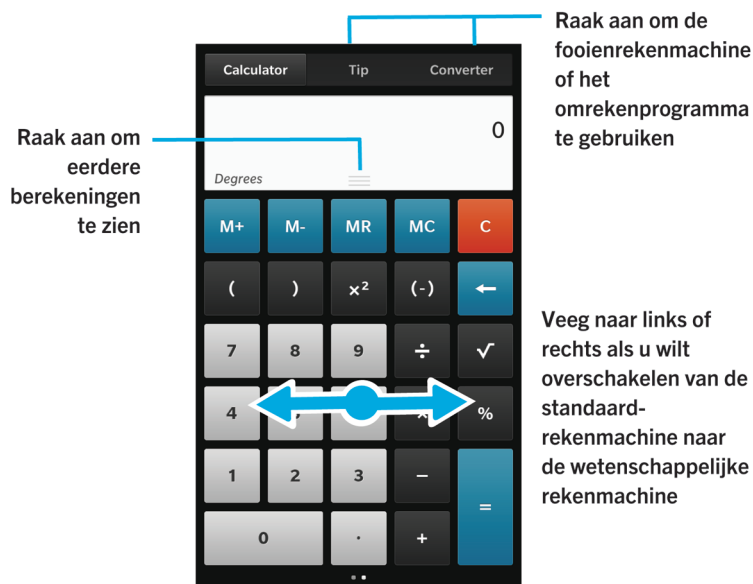 Raak aan om de
fooienrekenmachine
of het
omrekenprogramma
te gebruiken
Calculator Tip Converter
0
Degrees
Raak aan om
eerdere
berekeningen
te zien
M+ M- MR MC C
( ) x² (-) ←
7 8 9 ÷ √
4 %
Veeg naar links of
rechts als u wilt
overschakelen van de
standaard-
rekenmachine naar
de wetenschappelijke
rekenmachine
1 2 3 −
=
0 . +